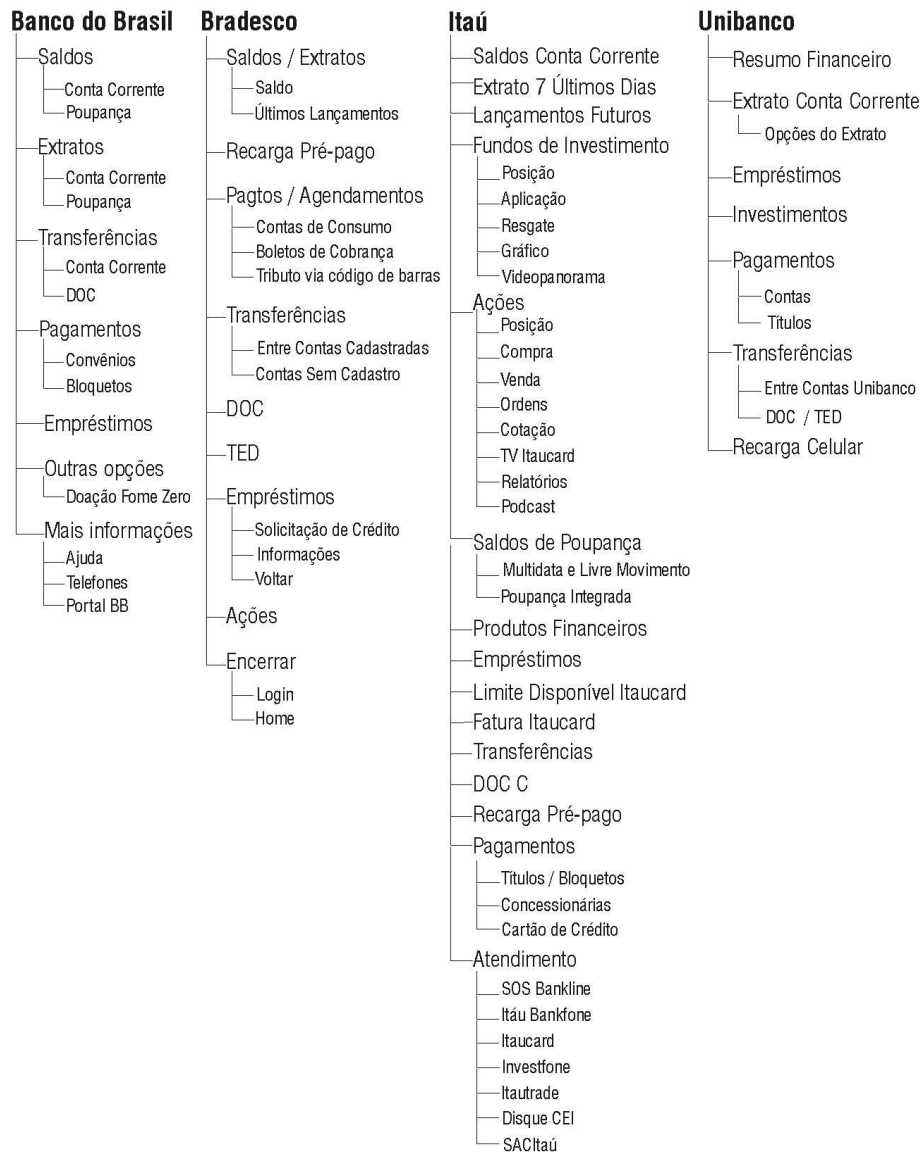 Banco do Brasil
Saldos
Conta Corrente
Poupança
Extratos
Conta Corrente
Poupança
Transferências
Conta Corrente
DOC
Pagamentos
Convênios
Bloquetos
Empréstimos
Outras opções
Doação Fome Zero
Mais informações
Ajuda
Telefones
Portal BB
Bradesco
Saldos / Extratos
Saldo
Últimos Lançamentos
Recarga Pré-pago
Pagtos / Agendamentos
Contas de Consumo
Boletos de Cobrança
Tributo via código de barras
Transferências
Entre Contas Cadastradas
Contas Sem Cadastro
DOC
TED
Empréstimos
Solicitação de Crédito
Informações
Voltar
Ações
Encerrar
Login
Home
Itaú
Saldos Conta Corrente
Extrato 7 Últimos Dias
Lançamentos Futuros
Fundos de Investimento
Posição
Aplicação
Resgate
Gráfico
Videopanorama
Ações
Posição
Compra
Venda
Ordens
Cotação
TV Itaucard
Relatórios
Podcast
Saldos de Poupança
Multidata e Livre Movimento
Poupança Integrada
Produtos Financeiros
Empréstimos
Limite Disponível Itaucard
Fatura Itaucard
Transferências
DOC C
Recarga Pré-pago
Pagamentos
Títulos / Bloquetos
Concessionárias
Cartão de Crédito
Atendimento
SOS Bankline
Itáu Bankfone
Itaucard
Investfone
Itautrade
Disque CEI
SACItaú
Unibanco
Resumo Financeiro
Extrato Conta Corrente
Opções do Extrato
Empréstimos
Investimentos
Pagamentos
Contas
Títulos
Transferências
Entre Contas Unibanco
DOC / TED
Recarga Celular